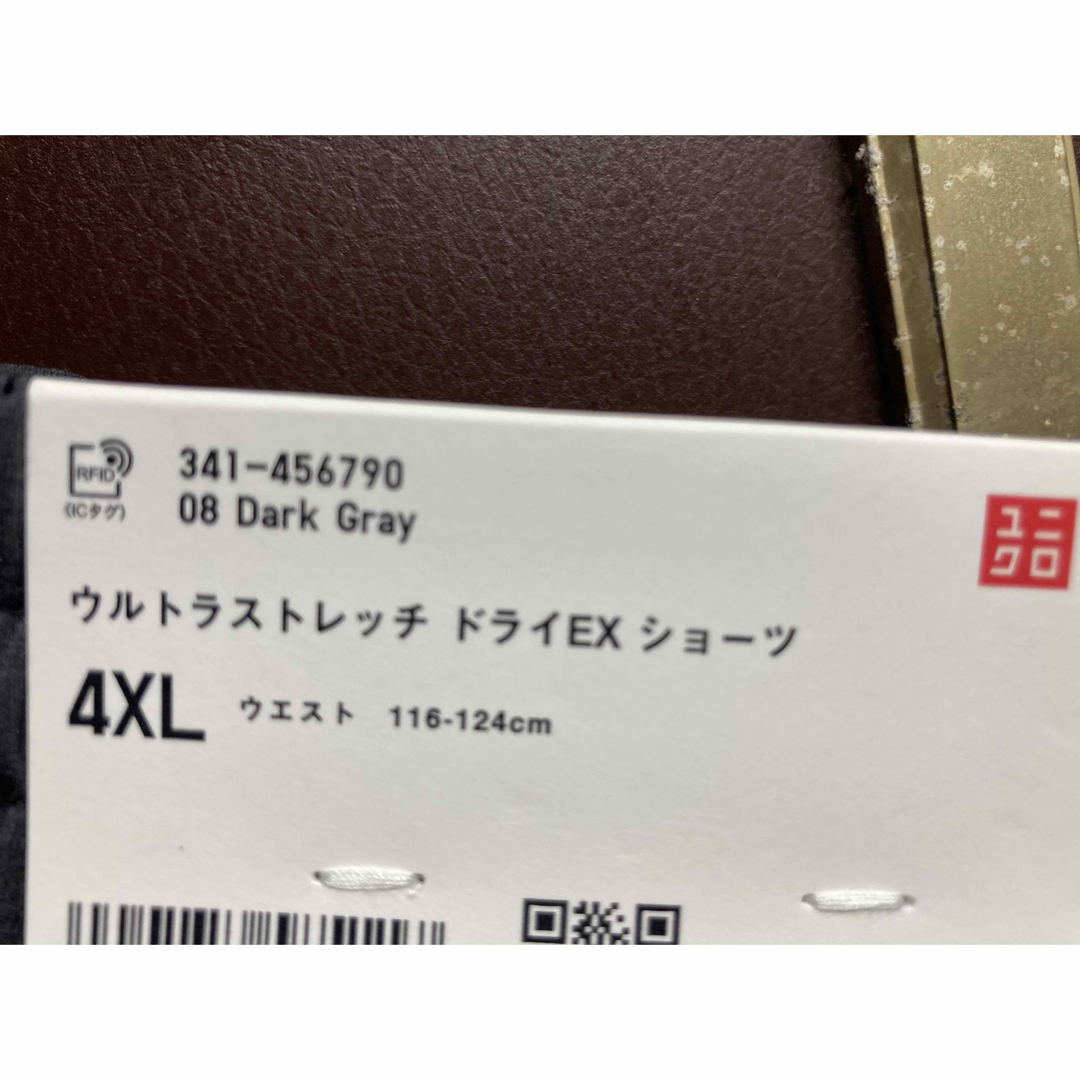 RFID
(ICタグ)
341-456790
08 Dark Gray
ユニ
クロ
ウルトラストレッチ ドライEX ショーツ
4XL ウエスト 116-124cm